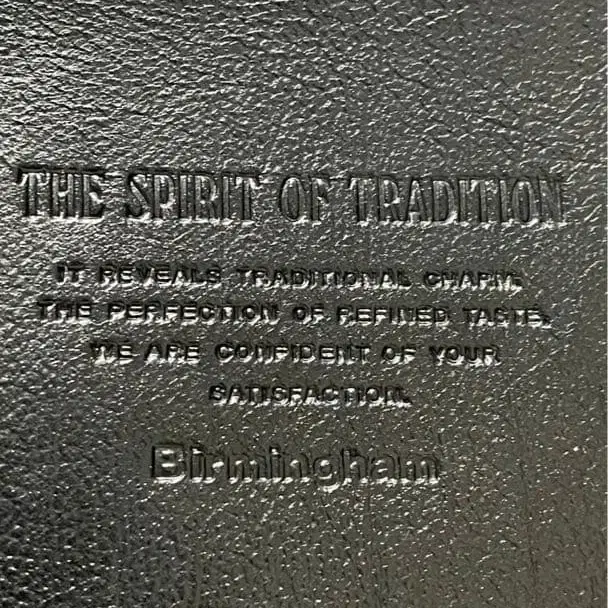 THE SPIRIT OF TRADITION
IT REVEALS TRADITIONAL CHARM,
THE PERFECTION OF REFINED TASTE.
WE ARE CONFIDENT OF YOUR
SATISFACTION.
Birmingham